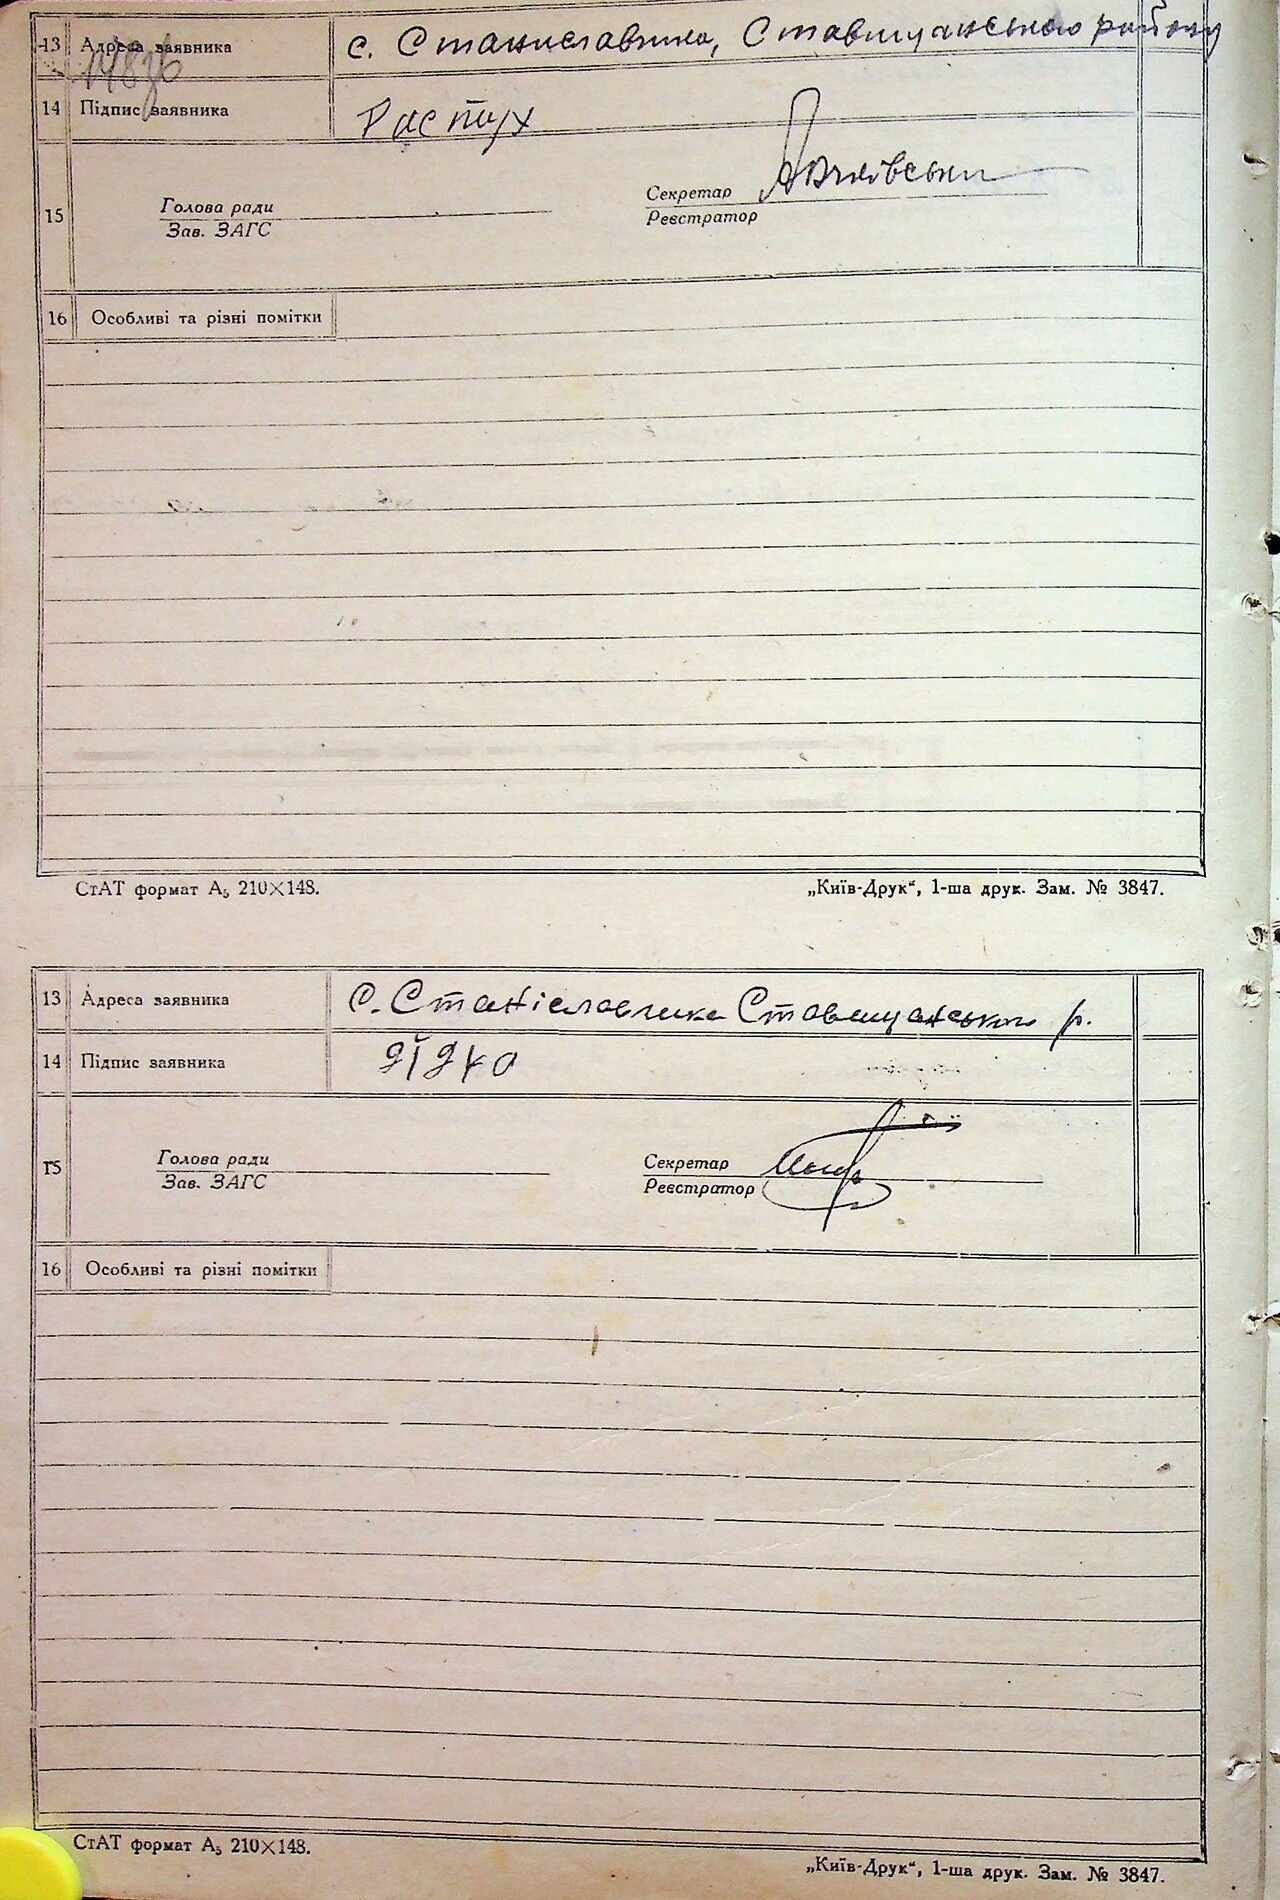 13 Адреса заявника с. Станиславчик, Ставищанського району
14 Підпис заявника Растух
15 Голова ради Секретар
Зав. ЗАГС Реєстратор
16 Особливі та різні помітки
СтАТ формат А5 210×148. „Київ-Друк“, 1-ша друк. Зам. № 3847.
13 Адреса заявника С. Станіславчик Ставищанського р.
14 Підпис заявника
15 Голова ради Секретар
Зав. ЗАГС Реєстратор
16 Особливі та різні помітки
СтАТ формат А5 210×148.
„Київ-Друк“, 1-ша друк. Зам. № 3847.